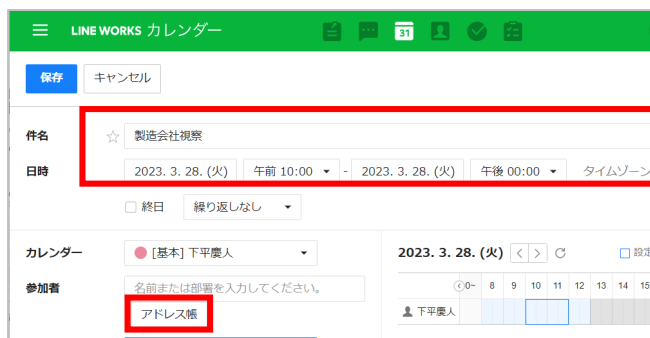 LINE WORKS カレンダー
31
保存 キャンセル
件名 製造会社視察
日時 2023. 3. 28. (火) 午前 10:00 - 2023. 3. 28. (火) 午後 00:00 タイムゾーン
終日 繰り返しなし
カレンダー [基本] 下平慶人 2023. 3. 28. (火) < > 設定
参加者 名前または部署を入力してください。 0~ 8 9 10 11 12 13 14 15
アドレス帳 下平慶人